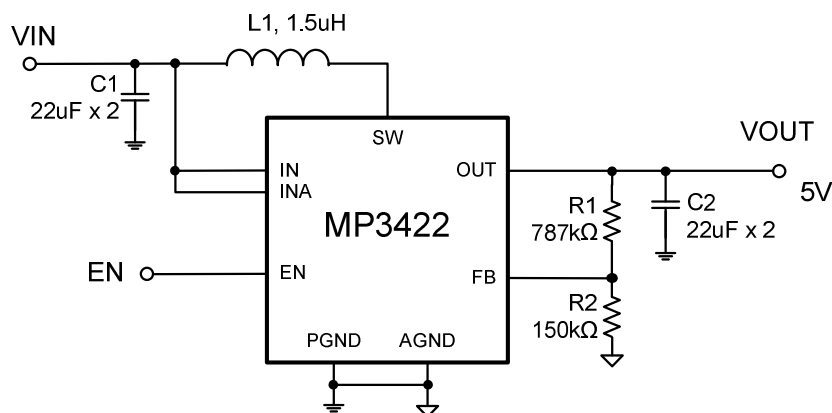 L1, 1.5uH
VIN
C1
22uF x 2
SW
VOUT
IN
OUT
INA
5V
R1
787kΩ
C2
22uF x 2
MP3422
EN
EN
FB
R2
150kΩ
PGND
AGND